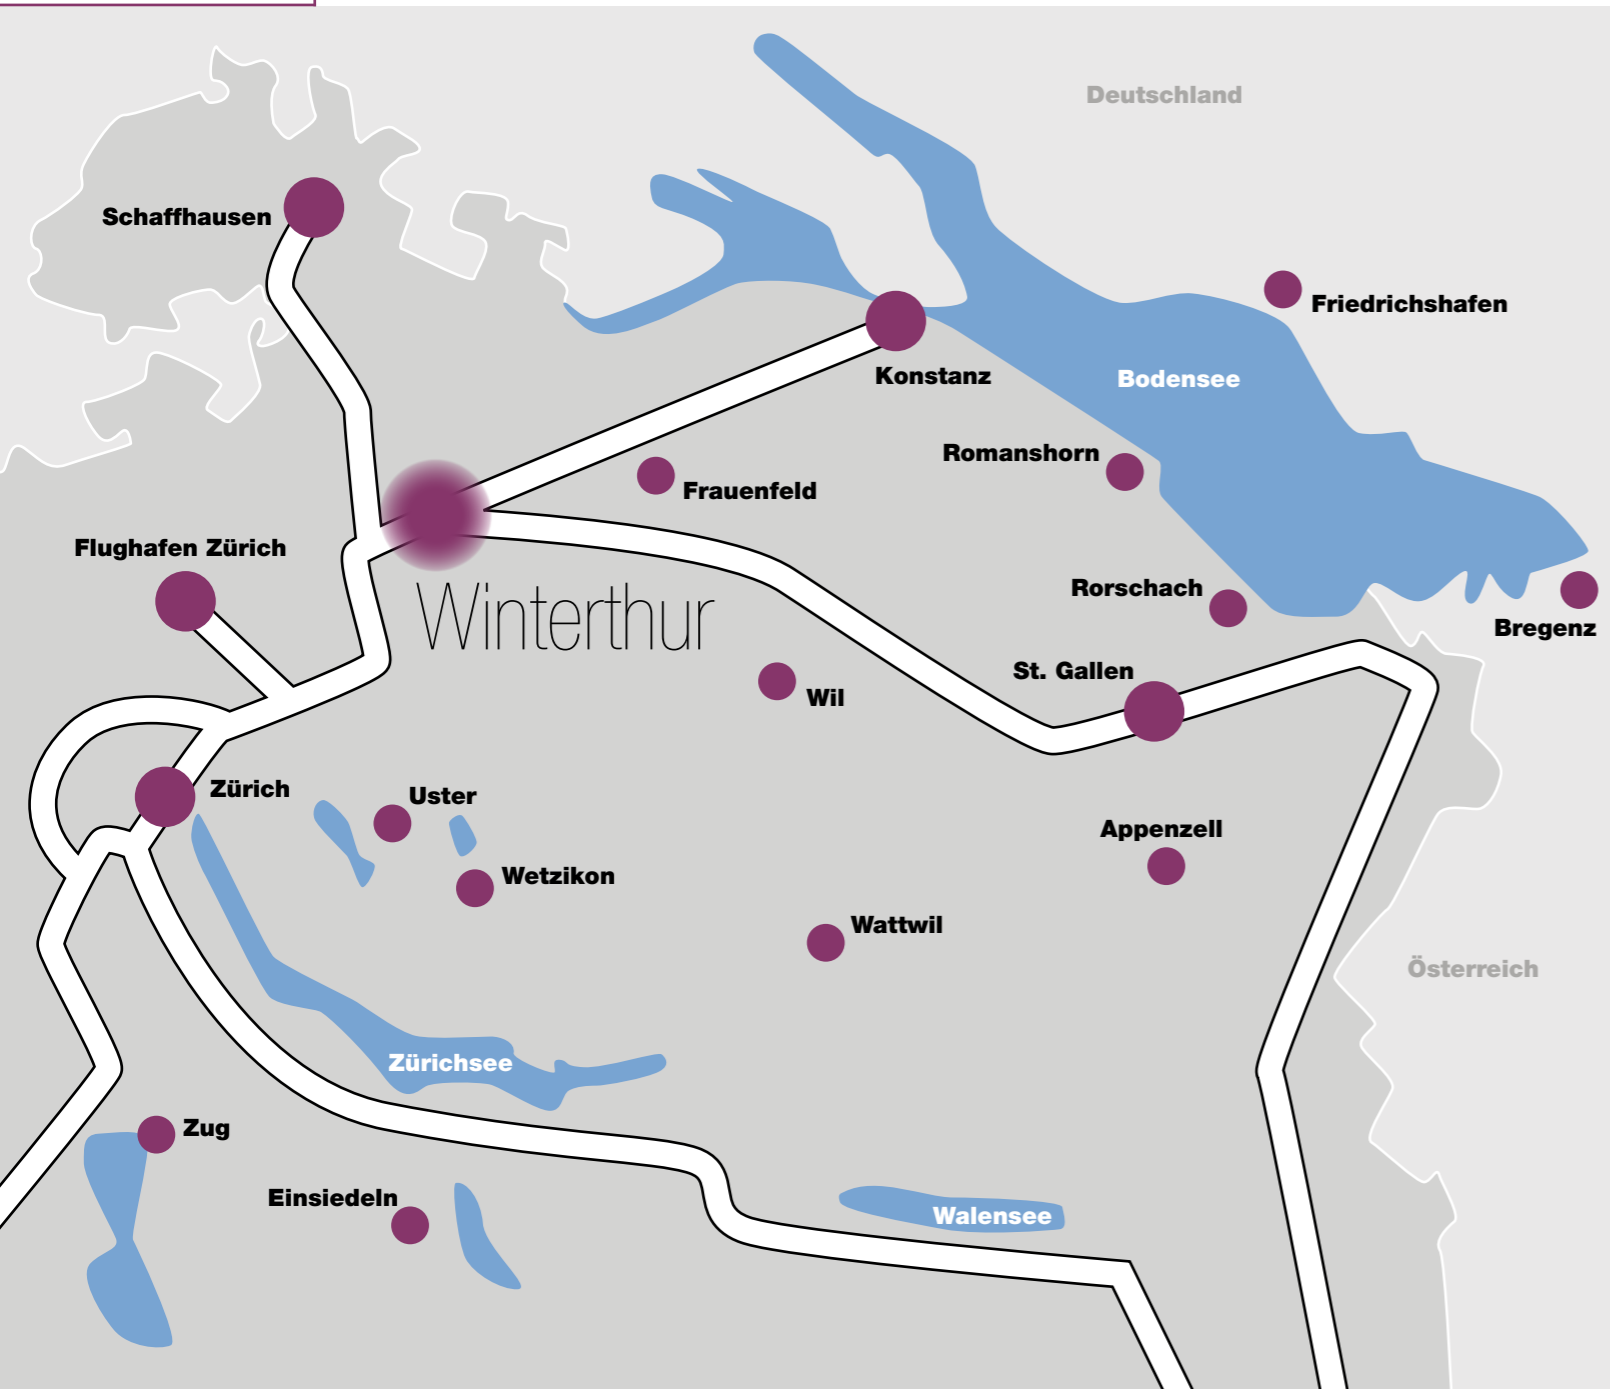 Deutschland
Schaffhausen
Friedrichshafen
Konstanz
Bodensee
Romanshorn
Frauenfeld
Flughafen Zürich
Winterthur
Rorschach
Bregenz
St. Gallen
Wil
Zürich
Uster
Appenzell
Wetzikon
Wattwil
Österreich
Zürichsee
Zug
Einsiedeln
Walensee